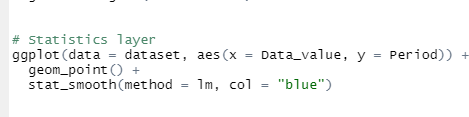 # Statistics layer
ggplot(data = dataset, aes(x = Data_value, y = Period)) +
  geom_point() +
  stat_smooth(method = lm, col = "blue")